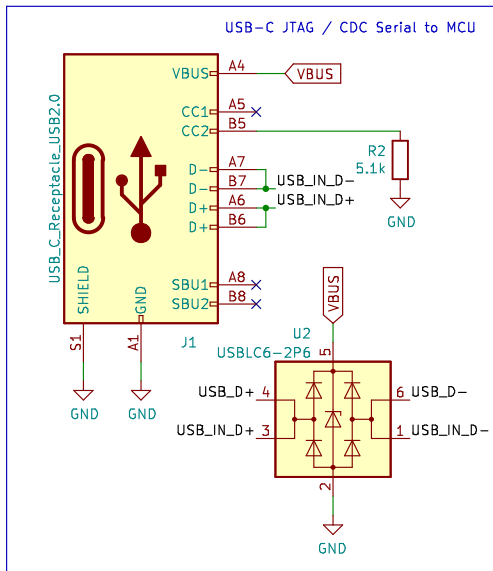 USB-C JTAG / CDC Serial to MCU
USB_C_Receptacle_USB2.0
VBUS
A4
VBUS
CC1
A5
CC2
B5
R2
5.1k
GND
D-
A7
D-
B7
USB_IN_D-
D+
A6
USB_IN_D+
D+
B6
SBU1
A8
SBU2
B8
SHIELD
GND
S1
A1
J1
GND
GND
VBUS
U2
USBLC6-2P6
5
USB_D+
4
6
USB_D-
USB_IN_D+
3
1
USB_IN_D-
2
GND